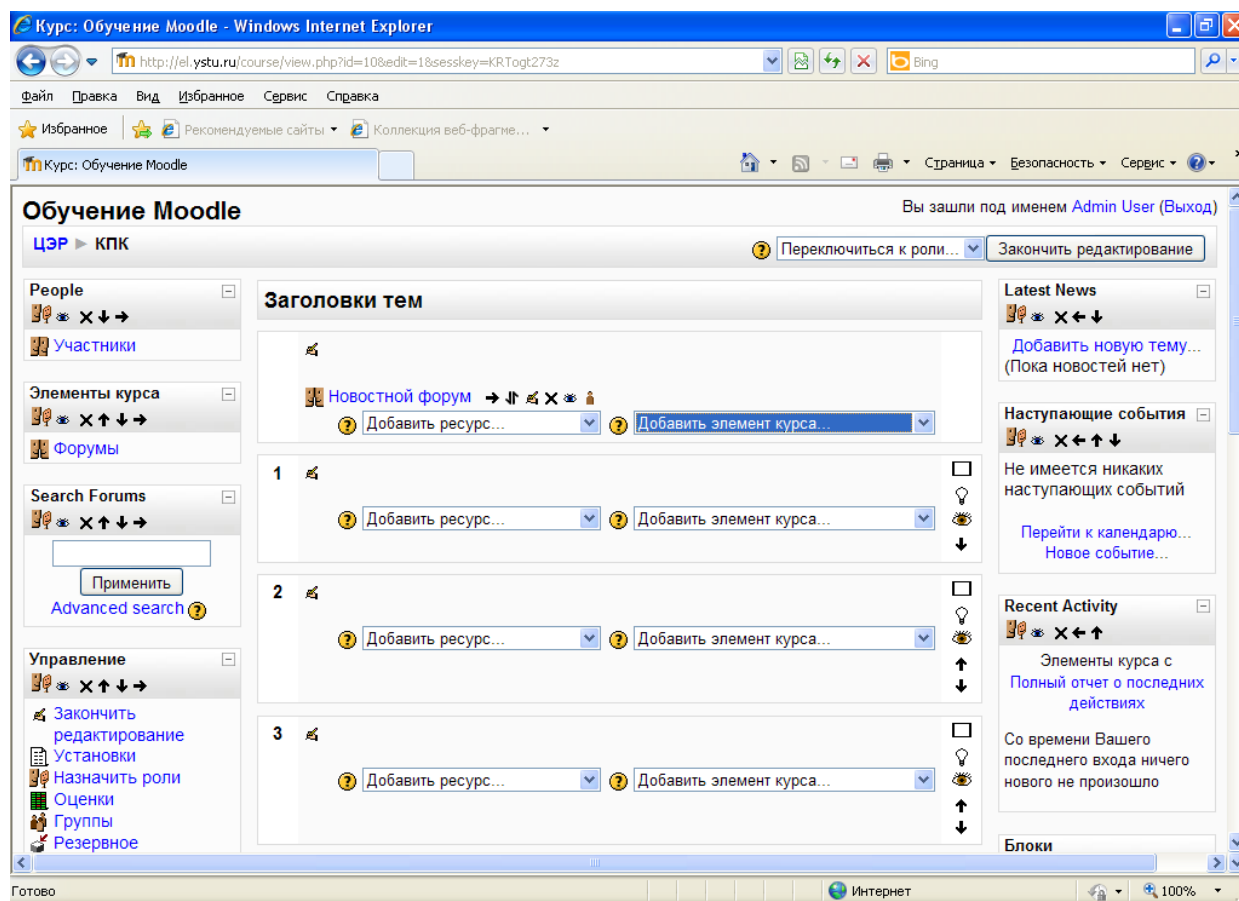 Курс: Обучение Moodle - Windows Internet Explorer
http://el.ystu.ru/course/view.php?id=10&edit=1&sesskey=KRTogt273z
Bing
Файл Правка Вид Избранное Сервис Справка
Избранное Рекомендуемые сайты Коллекция веб-фрагме...
Курс: Обучение Moodle
Страница Безопасность Сервис
Обучение Moodle
Вы зашли под именем Admin User (Выход)
ЦЭР КПК
Переключиться к роли...
Закончить редактирование
People
Участники
Элементы курса
Форумы
Search Forums
Применить
Advanced search
Управление
Закончить
редактирование
Установки
Назначить роли
Оценки
Группы
Резервное
Заголовки тем
Новостной форум
Добавить ресурс... Добавить элемент курса...
1
Добавить ресурс... Добавить элемент курса...
2
Добавить ресурс... Добавить элемент курса...
3
Добавить ресурс... Добавить элемент курса...
Latest News
Добавить новую тему...
(Пока новостей нет)
Наступающие события
Не имеется никаких
наступающих событий
Перейти к календарю...
Новое событие...
Recent Activity
Элементы курса с
Полный отчет о последних
действиях
Со времени Вашего
последнего входа ничего
нового не произошло
Блоки
Готово
Интернет
100%